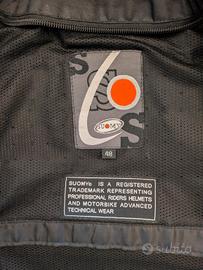 S
S
S
SUOMY
48
SUOMY® IS A REGISTERED
TRADEMARK REPRESENTING
PROFESSIONAL RIDERS HELMETS
AND MOTORBIKE ADVANCED
TECHNICAL WEAR
subito